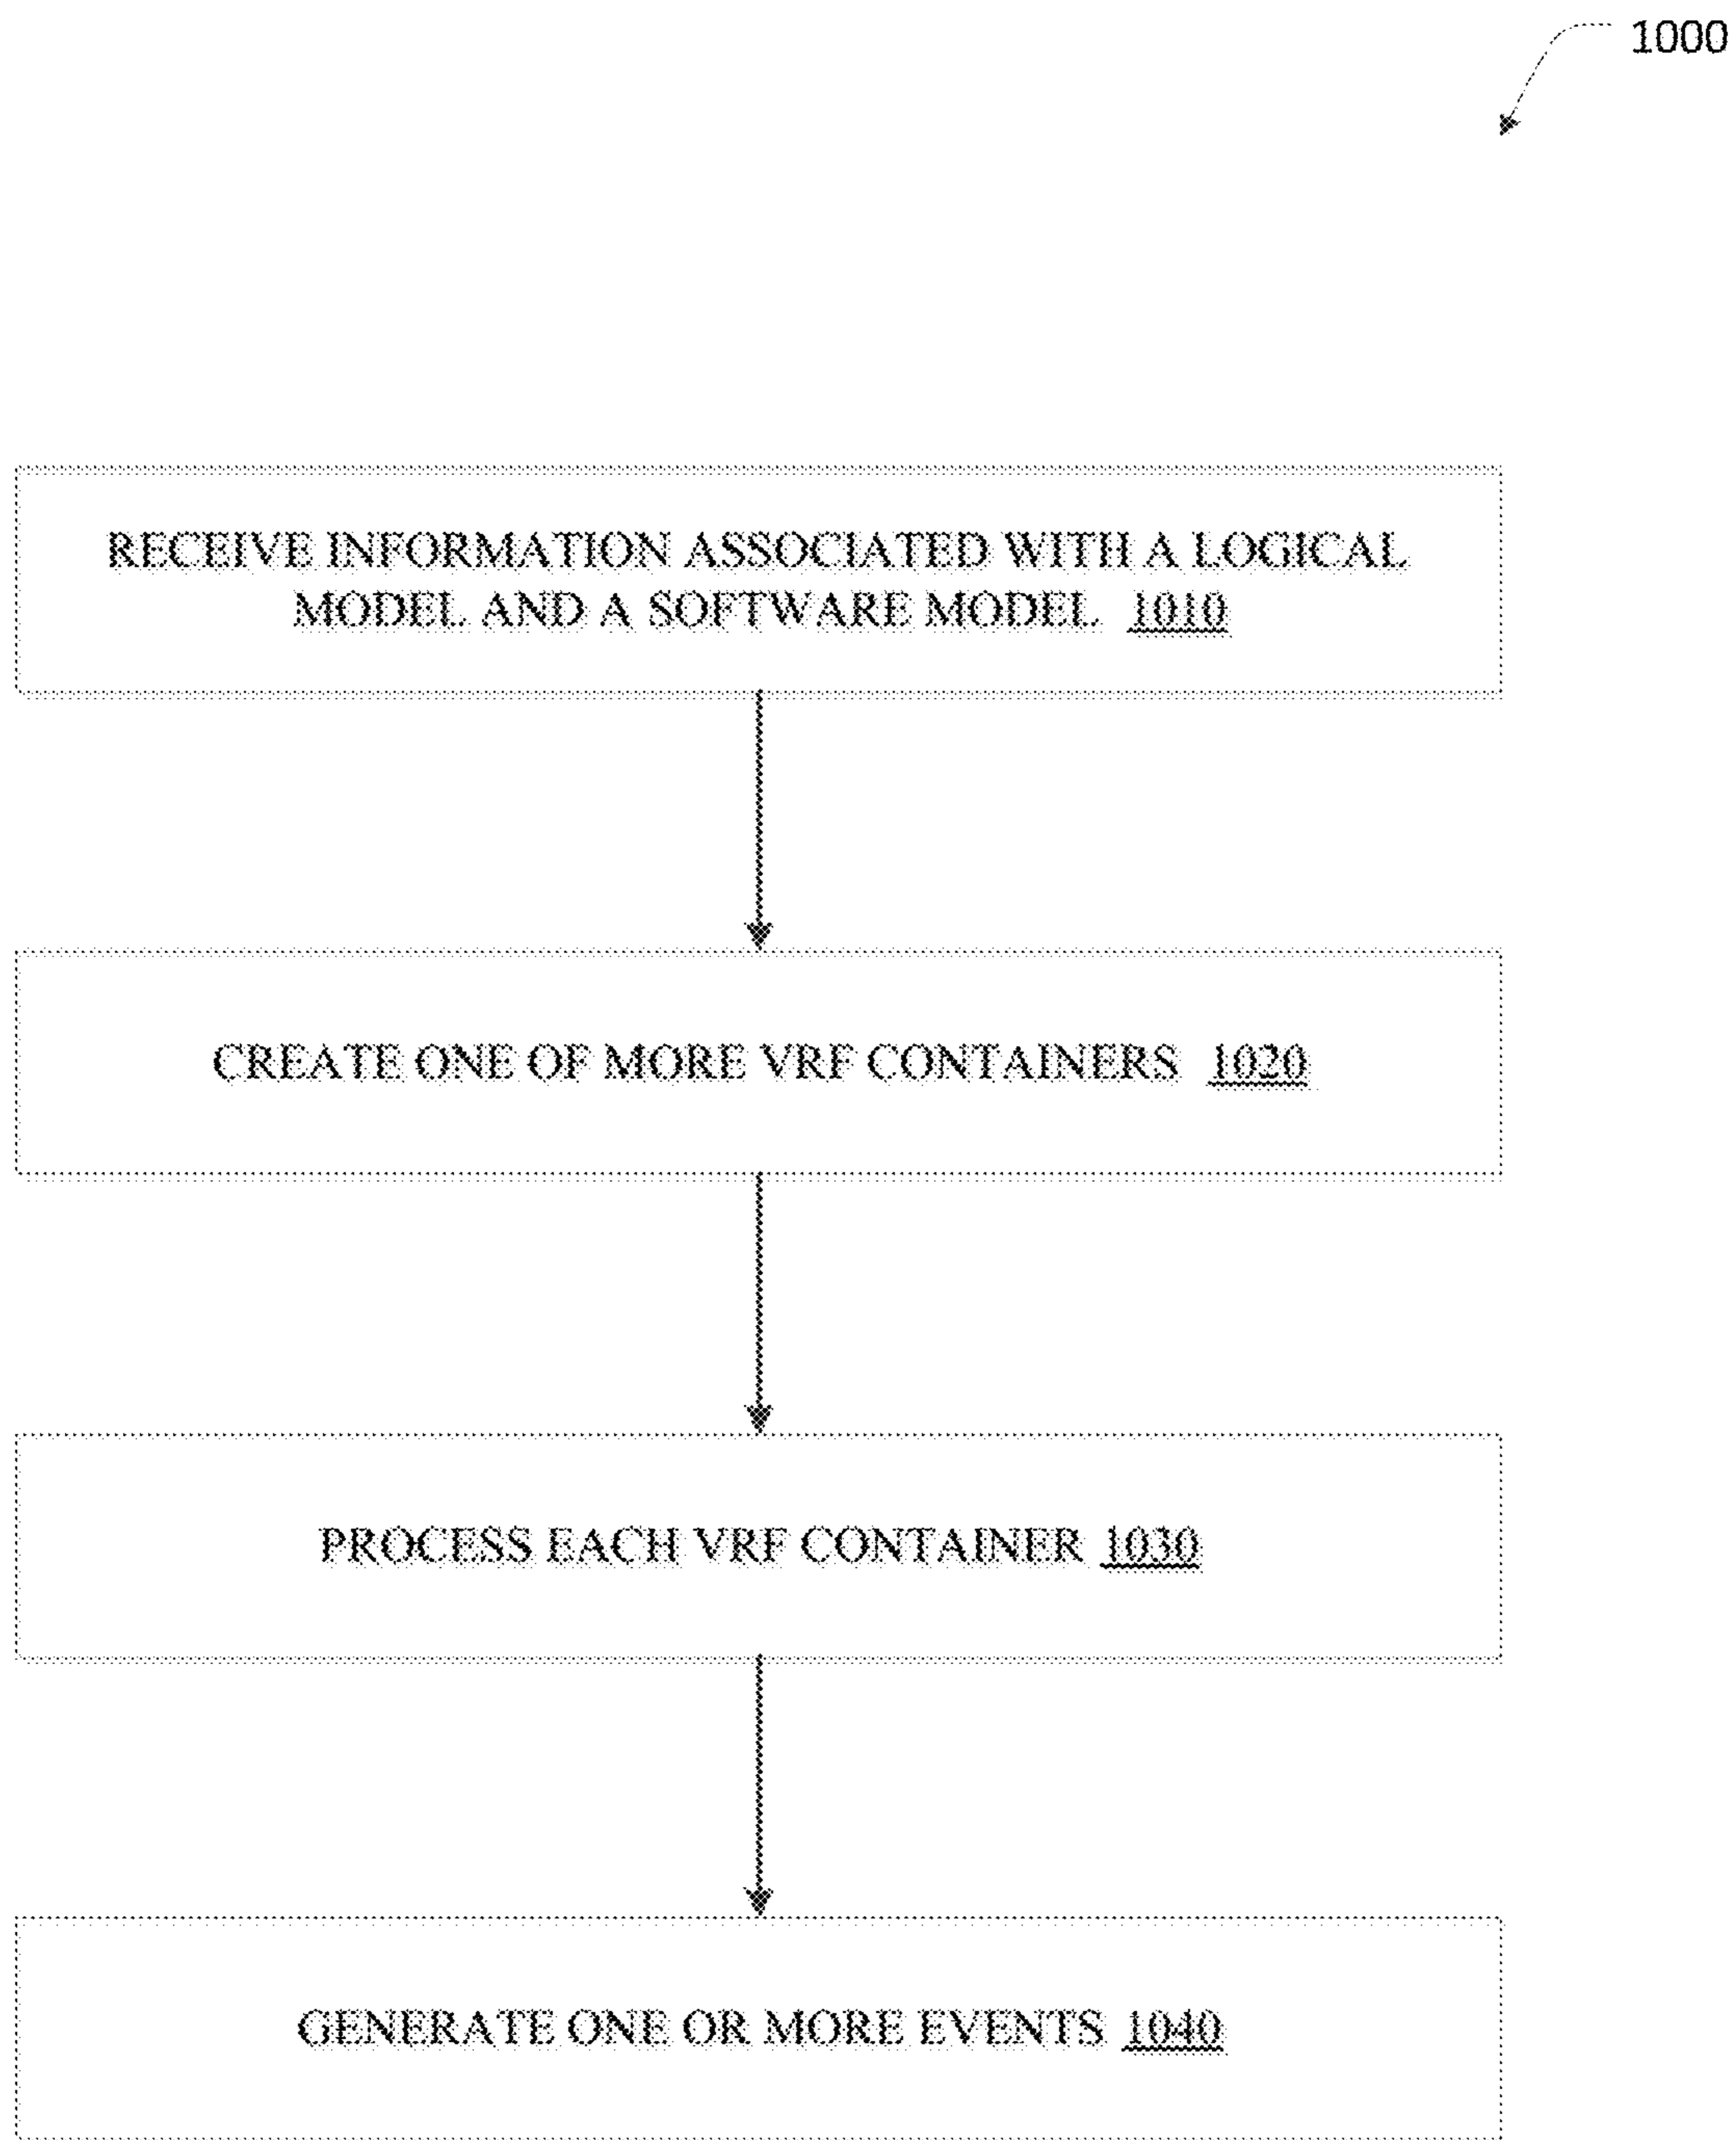 1000
RECEIVE INFORMATION ASSOCIATED WITH A LOGICAL
MODEL AND A SOFTWARE MODEL 1010
CREATE ONE OF MORE VRF CONTAINERS 1020
PROCESS EACH VRF CONTAINER 1030
GENERATE ONE OR MORE EVENTS 1040